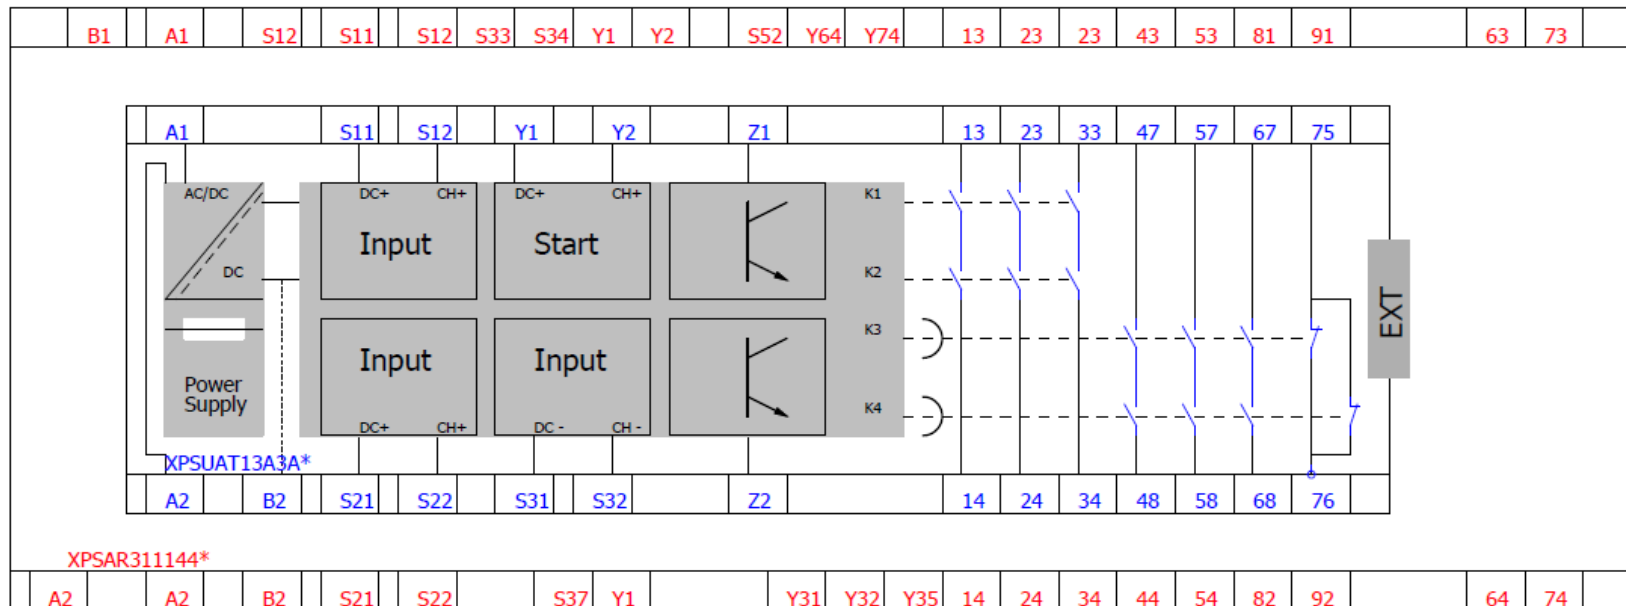 B1 A1 S12 S11 S12 S33 S34 Y1 Y2 S52 Y64 Y74 13 23 23 43 53 81 91 63 73
A1 S11 S12 Y1 Y2 Z1 13 23 33 47 57 67 75
AC/DC DC+ CH+ DC+ CH+ K1
Input Start
DC K2
EXT
K3
Input Input
Power
Supply
K4
DC+ CH+ DC - CH -
XPSUAT13A3A*
A2 B2 S21 S22 S31 S32 Z2 14 24 34 48 58 68 76
XPSAR311144*
A2 A2 B2 S21 S22 S37 Y1 Y31 Y32 Y35 14 24 34 44 54 82 92 64 74